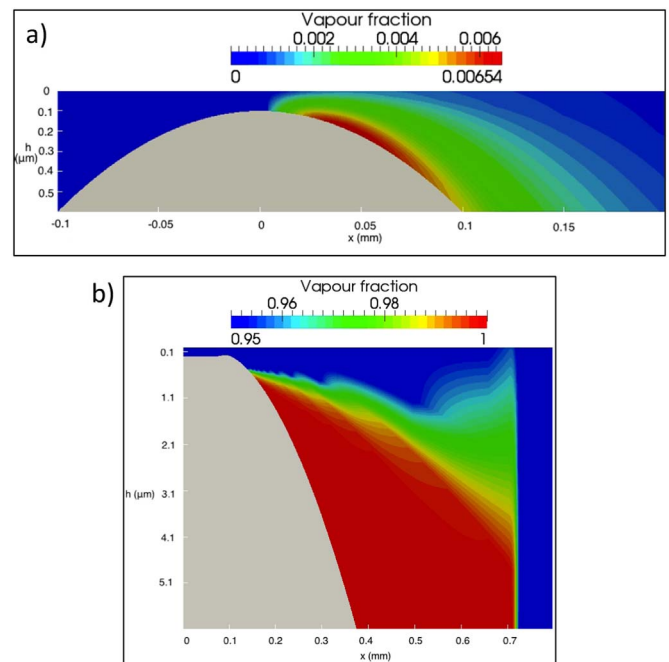 a)
Vapour fraction
0.002 0.004 0.006
0 0.00654
0
0.1
0.2
0.3
0.4
0.5
h
(µm)
-0.1 -0.05 0 0.05 0.1 0.15
x (mm)
b)
Vapour fraction
0.96 0.98
0.95 1
0.1
1.1
2.1
3.1
4.1
5.1
h (µm)
0 0.1 0.2 0.3 0.4 0.5 0.6 0.7
x (mm)